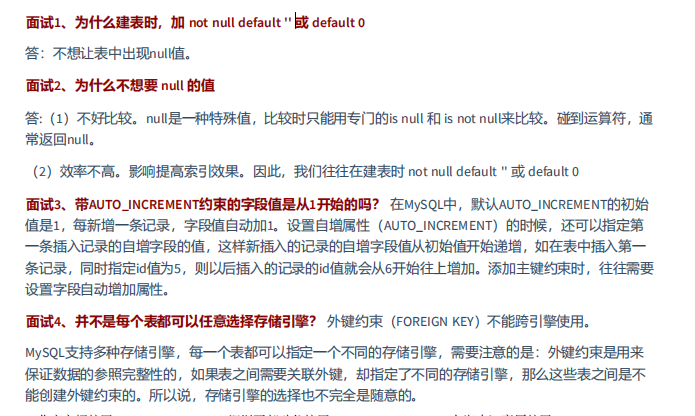 面试1、为什么建表时，加 not null default '' 或 default 0
答：不想让表中出现null值。
面试2、为什么不想要 null 的值
答:（1）不好比较。null是一种特殊值，比较时只能用专门的is null 和 is not null来比较。碰到运算符，通
常返回null。
（2）效率不高。影响提高索引效果。因此，我们往往在建表时 not null default '' 或 default 0
面试3、带AUTO_INCREMENT约束的字段值是从1开始的吗？ 在MySQL中，默认AUTO_INCREMENT的初始
值是1，每新增一条记录，字段值自动加1。设置自增属性（AUTO_INCREMENT）的时候，还可以指定第
一条插入记录的自增字段的值，这样新插入的记录的自增字段值从初始值开始递增，如在表中插入第一
条记录，同时指定id值为5，则以后插入的记录的id值就会从6开始往上增加。添加主键约束时，往往需要
设置字段自动增加属性。
面试4、并不是每个表都可以任意选择存储引擎？ 外键约束（FOREIGN KEY）不能跨引擎使用。
MySQL支持多种存储引擎，每一个表都可以指定一个不同的存储引擎，需要注意的是：外键约束是用来
保证数据的参照完整性的，如果表之间需要关联外键，却指定了不同的存储引擎，那么这些表之间是不
能创建外键约束的。所以说，存储引擎的选择也不完全是随意的。